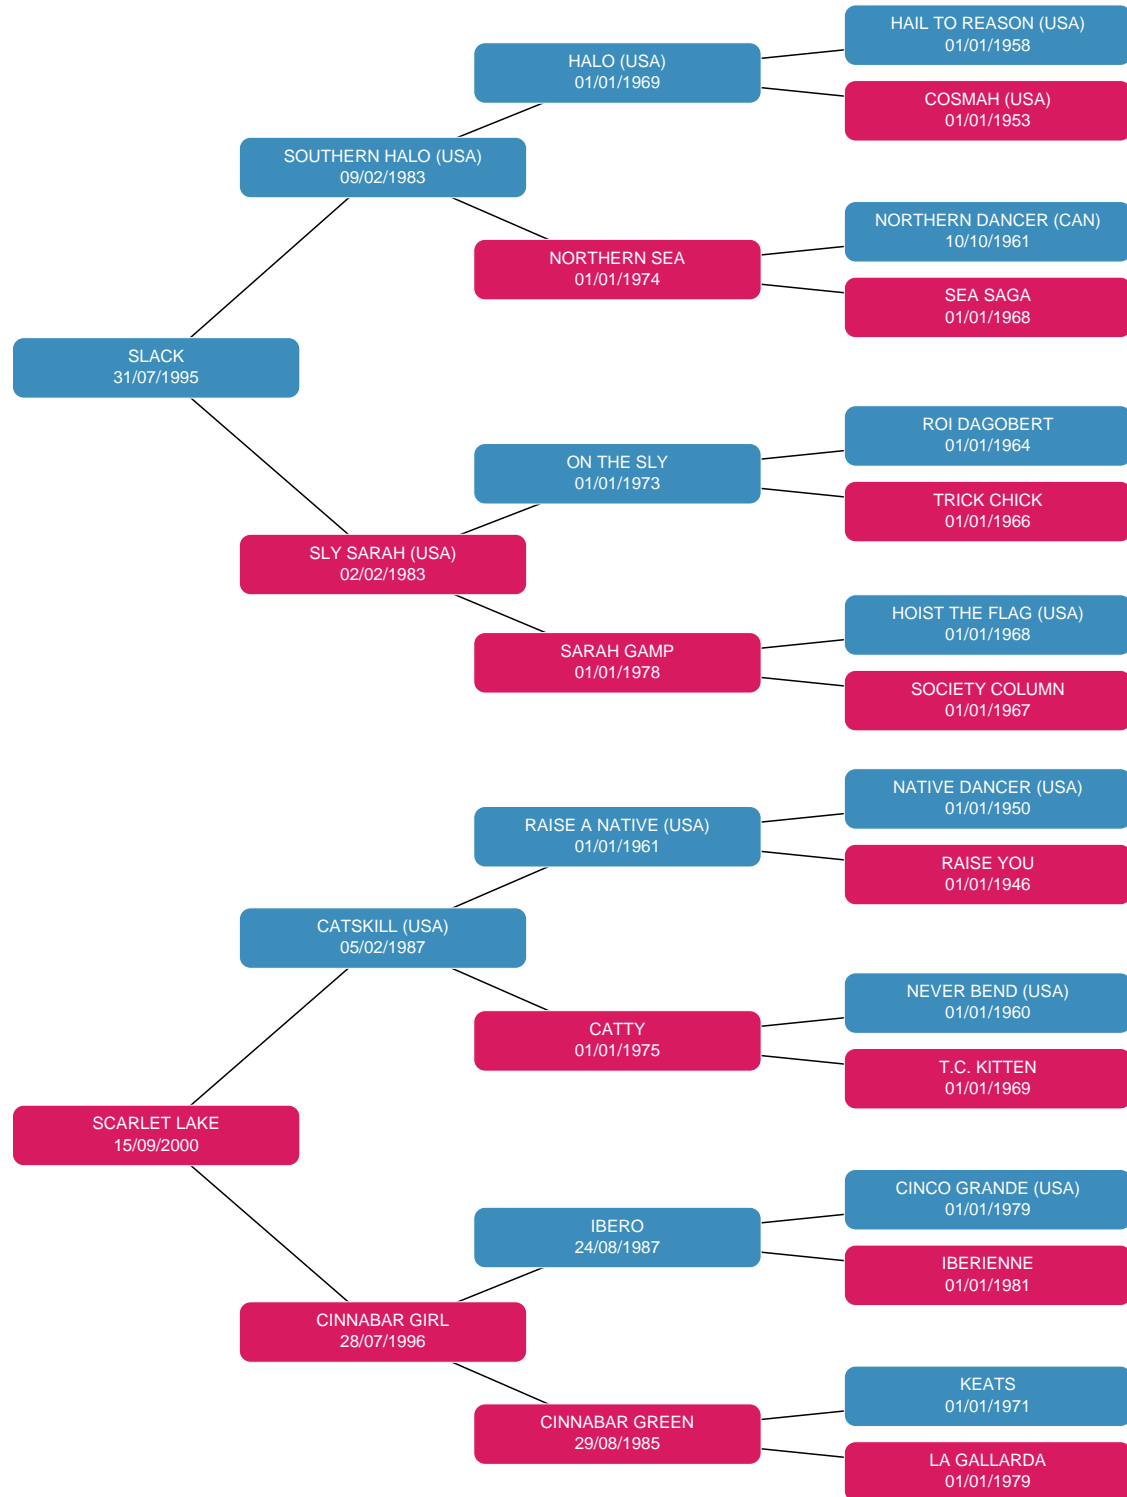 HAIL TO REASON (USA)
01/01/1958
HALO (USA)
01/01/1969
COSMAH (USA)
01/01/1953
SOUTHERN HALO (USA)
09/02/1983
NORTHERN DANCER (CAN)
10/10/1961
NORTHERN SEA
01/01/1974
SEA SAGA
01/01/1968
SLACK
31/07/1995
ROI DAGOBERT
01/01/1964
ON THE SLY
01/01/1973
TRICK CHICK
01/01/1966
SLY SARAH (USA)
02/02/1983
HOIST THE FLAG (USA)
01/01/1968
SARAH GAMP
01/01/1978
SOCIETY COLUMN
01/01/1967
NATIVE DANCER (USA)
01/01/1950
RAISE A NATIVE (USA)
01/01/1961
RAISE YOU
01/01/1946
CATSKILL (USA)
05/02/1987
NEVER BEND (USA)
01/01/1960
CATTY
01/01/1975
T.C. KITTEN
01/01/1969
SCARLET LAKE
15/09/2000
CINCO GRANDE (USA)
01/01/1979
IBERO
24/08/1987
IBERIENNE
01/01/1981
CINNABAR GIRL
28/07/1996
KEATS
01/01/1971
CINNABAR GREEN
29/08/1985
LA GALLARDA
01/01/1979